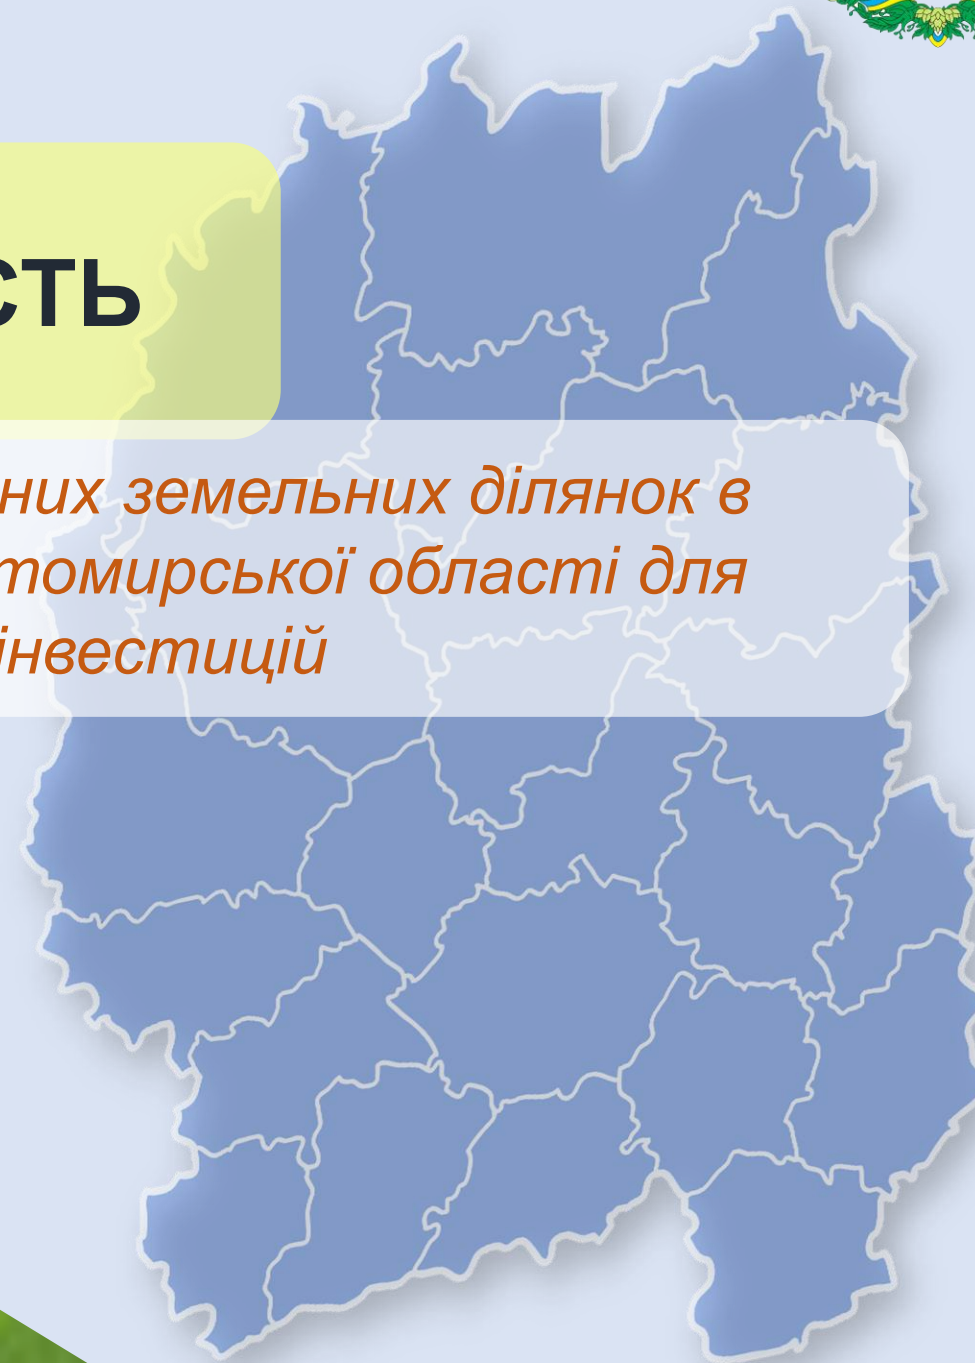 СТЬ
них земельних ділянок в
томирської області для
інвестицій